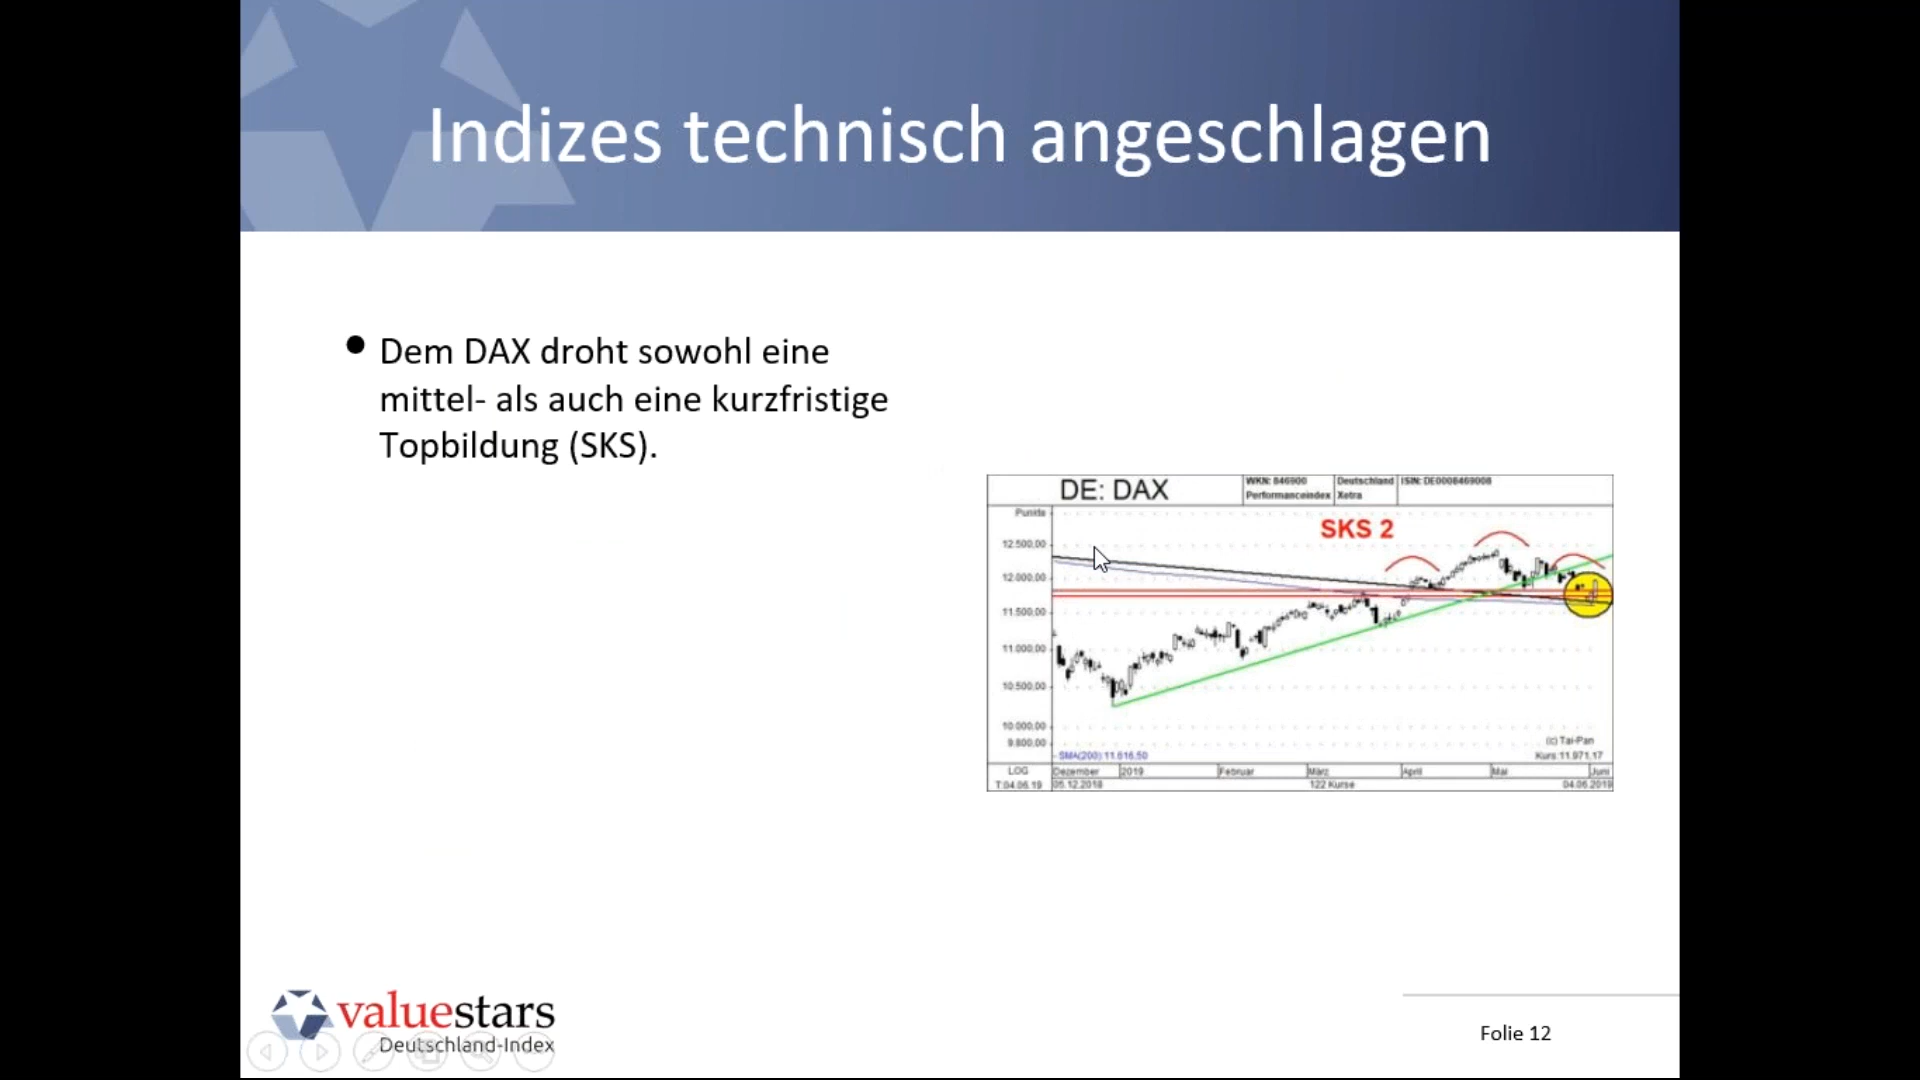 Indizes technisch angeschlagen
Dem DAX droht sowohl eine
mittel- als auch eine kurzfristige
Topbildung (SKS).
DE: DAX
WKN: 846900
Performanceindex
Deutschland
Xetra
ISIN: DE0008469008
Punkte
SKS 2
12.500,00
12.000,00
11.500,00
11.000,00
10.500,00
10.000,00
9.800,00
SMA(200):11.616,50
(c) Tai-Pan
Kurs:11.971,17
LOG
Dezember
2019
Februar
März
April
Mai
Juni
T:04.06.19
05.12.2018
122 Kurse
04.06.2019
valuestars
Deutschland-Index
Folie 12